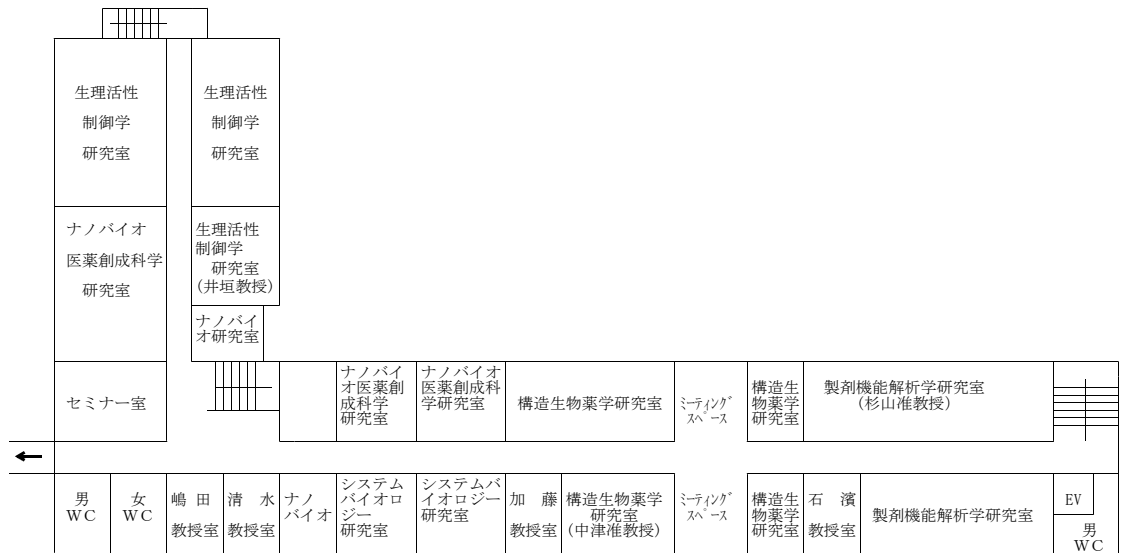 生理活性
制御学
研究室
生理活性
制御学
研究室
ナノバイオ
医薬創成科学
研究室
生理活性
制御学
研究室
(井垣教授)
ナノバイ
オ研究室
セミナー室
ナノバイ
オ医薬創
成科学
研究室
ナノバイオ
医薬創成科
学研究室
構造生物薬学研究室
ミーティング
スペース
構造生
物薬学
研究室
製剤機能解析学研究室
(杉山准教授)
男
WC
女
WC
嶋田
教授室
清水
教授室
ナノ
バイオ
システム
バイオロ
ジー
研究室
システムバ
イオロジー
研究室
加藤
教授室
構造生物薬学
研究室
(中津准教授)
ミーティング
スペース
構造生
物薬学
研究室
石濱
教授室
製剤機能解析学研究室
EV
男
WC